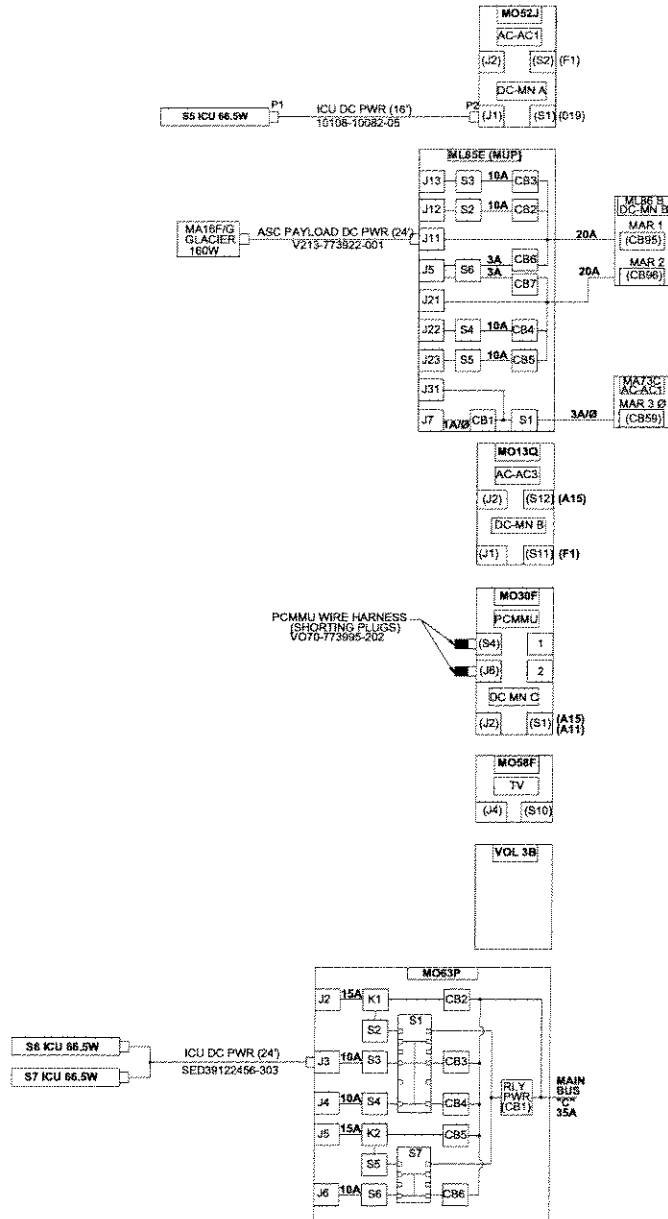 MO52J
AC-AC1
(J2) (S2) (F1)
DC-MN A
S5 ICU 66.5W P1 ICU DC PWR (16') P2 (J1) (S1) (019)
10108-10082-05
ML85E (MUP)
J13 S3 10A CB3
J12 S2 10A CB2
ML86 B
DC-MN B
MAR 1
(CB95)
MAR 2
(CB96)
MA16F/G
GLACIER
160W
ASC PAYLOAD DC PWR (24')
V213-773922-001
J11 20A
J5 S6 3A CB6
3A CB7
20A
J21
J22 S4 10A CB4
J23 S5 10A CB5
J31
MA73C
AC-AC1
MAR 3 Ø
(CB59)
J7 1A/Ø CB1 S1 3A/Ø
MO13Q
AC-AC3
(J2) (S12) (A15)
DC-MN B
(J1) (S11) (F1)
MO30F
PCMMU
PCMMU WIRE HARNESS
(SHORTING PLUGS)
VO70-773995-202
(S4) 1
(J6) 2
DC MN C
(J2) (S1) (A15)
(A11)
MO58F
TV
(J4) (S10)
VOL 3B
MO63P
J2 15A K1 CB2
S2 S1
S6 ICU 66.5W
S7 ICU 66.5W
ICU DC PWR (24')
SED39122456-303
J3 10A S3 CB3
J4 10A S4 CB4
RLY
PWR
(CB1)
MAIN
BUS
"C"
35A
J5 15A K2 CB5
S5 S7
J6 10A S6 CB6